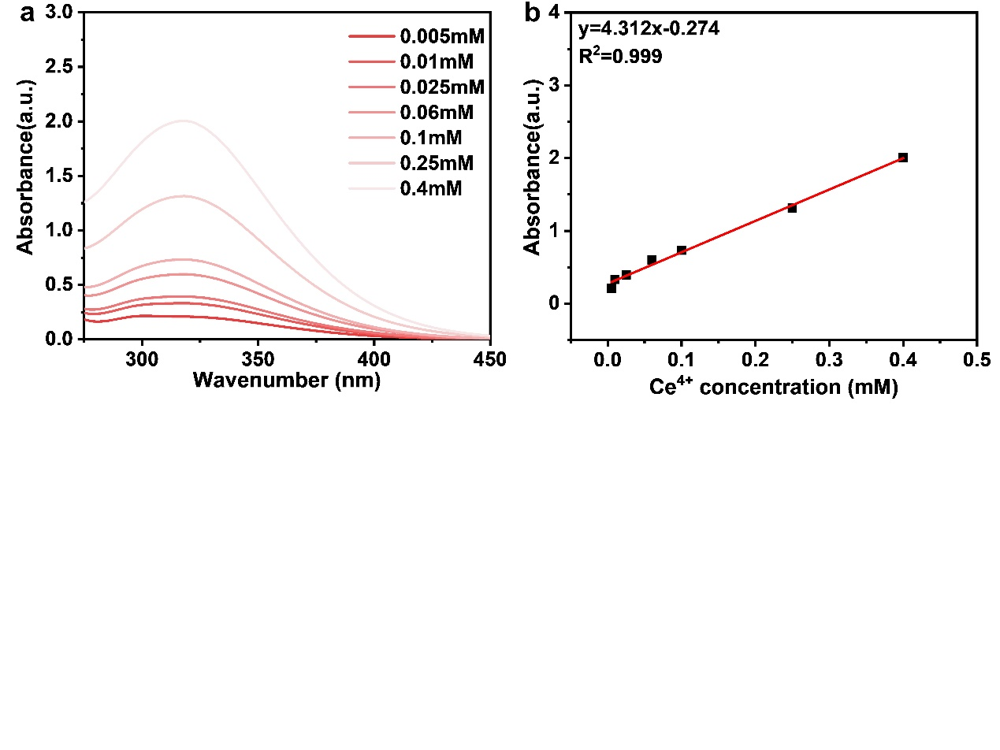 a
3.0
2.5
2.0
1.5
1.0
0.5
0.0
Absorbance(a.u.)
300 350 400 450
Wavenumber (nm)
0.005mM
0.01mM
0.025mM
0.06mM
0.1mM
0.25mM
0.4mM
b
4
3
2
1
0
Absorbance(a.u.)
y=4.312x-0.274
R²=0.999
0.0 0.1 0.2 0.3 0.4 0.5
Ce⁴⁺ concentration (mM)